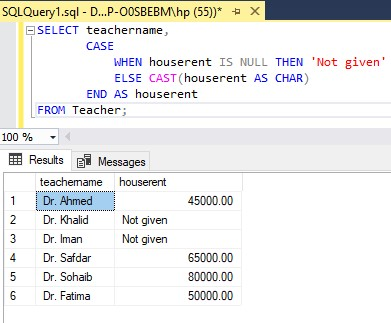 SQLQuery1.sql - D...P-O0SBEBM\hp (55))*
SELECT teachername,
CASE
WHEN houserent IS NULL THEN 'Not given'
ELSE CAST(houserent AS CHAR)
END AS houserent
FROM Teacher;
100 %
Results Messages
teachername houserent
1 Dr. Ahmed 45000.00
2 Dr. Khalid Not given
3 Dr. Iman Not given
4 Dr. Safdar 65000.00
5 Dr. Sohaib 80000.00
6 Dr. Fatima 50000.00